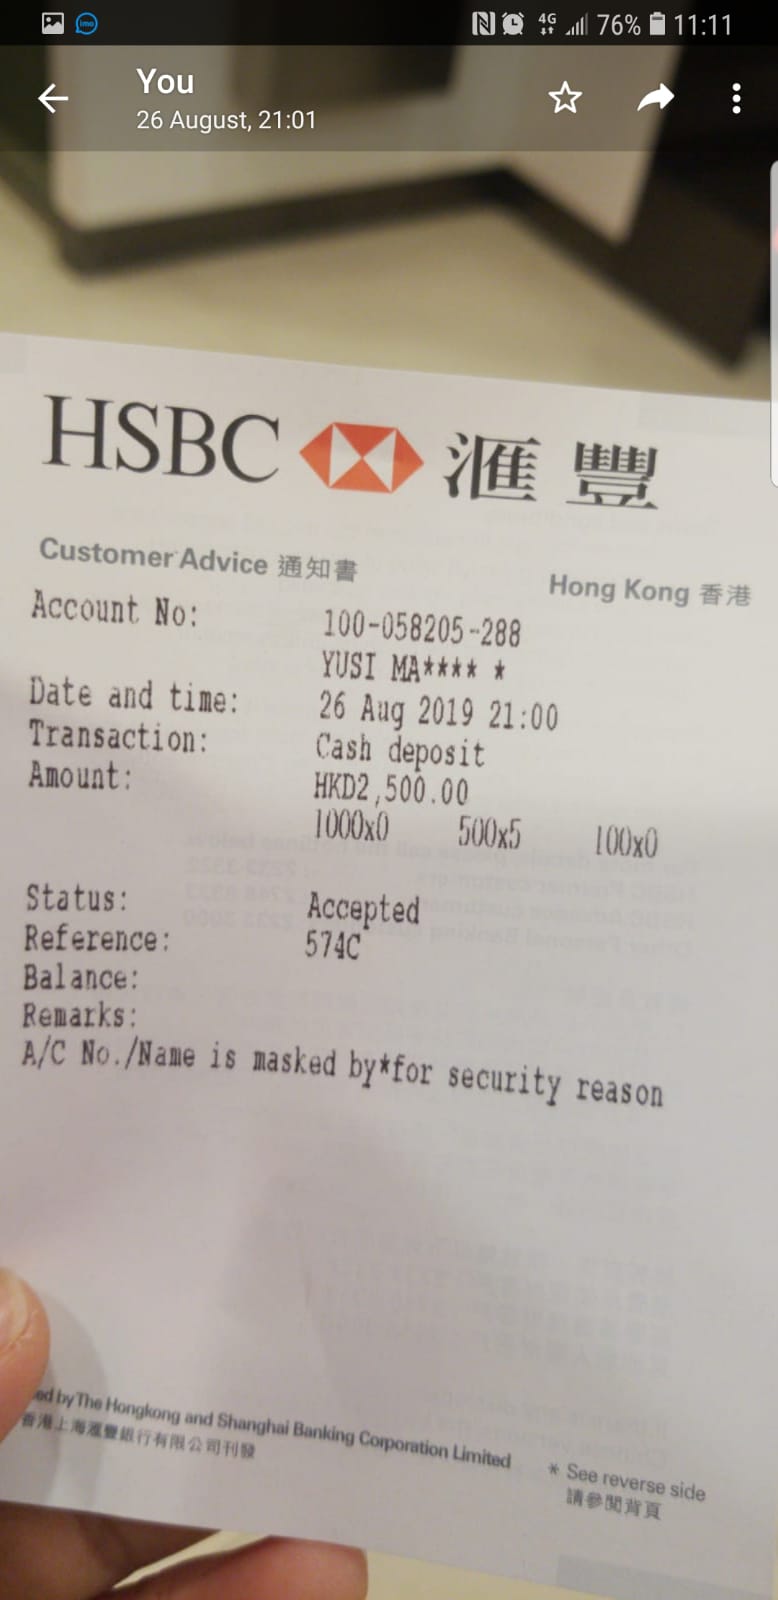 imo 4G 76% 11:11
You
26 August, 21:01
HSBC 滙豐
Customer Advice 通知書 Hong Kong 香港
Account No: 100-058205-288
YUSI MA**** *
Date and time: 26 Aug 2019 21:00
Transaction: Cash deposit
Amount: HKD2,500.00
1000x0 500x5 100x0
Status: Accepted
Reference: 574C
Balance:
Remarks:
A/C No./Name is masked by*for security reason
ed by The Hongkong and Shanghai Banking Corporation Limited
香港上海滙豐銀行有限公司刊發
* See reverse side
請參閱背頁